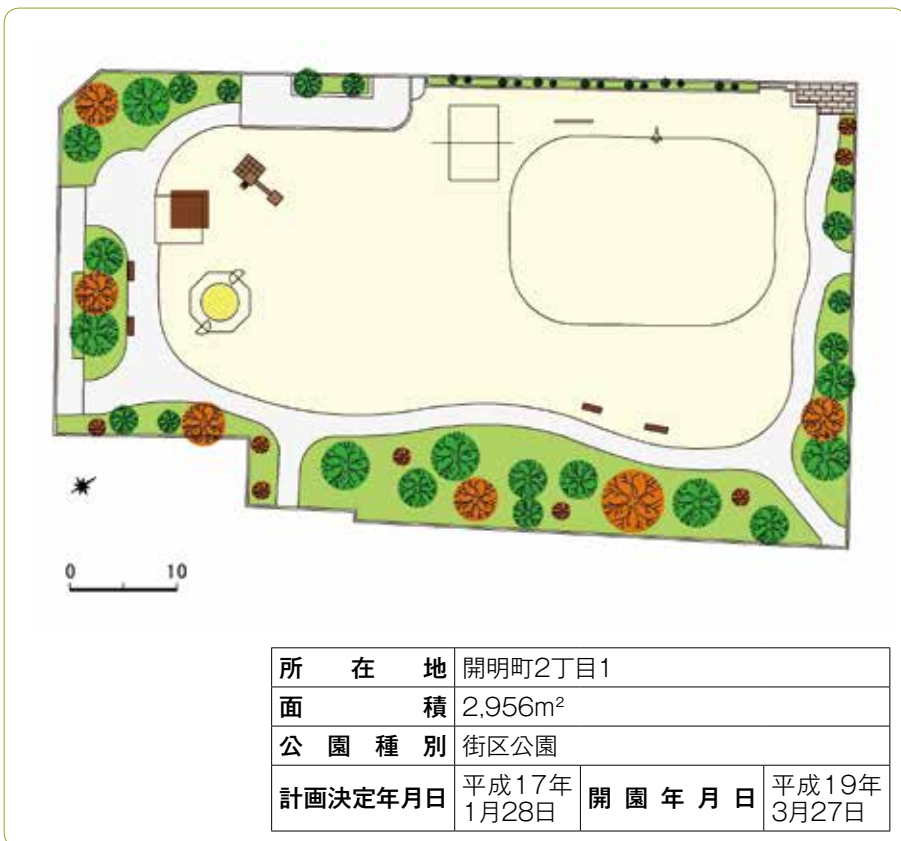 0 10
所在地 開明町2丁目1
面積 2,956m²
公園種別 街区公園
計画決定年月日 平成17年1月28日 開園年月日 平成19年3月27日